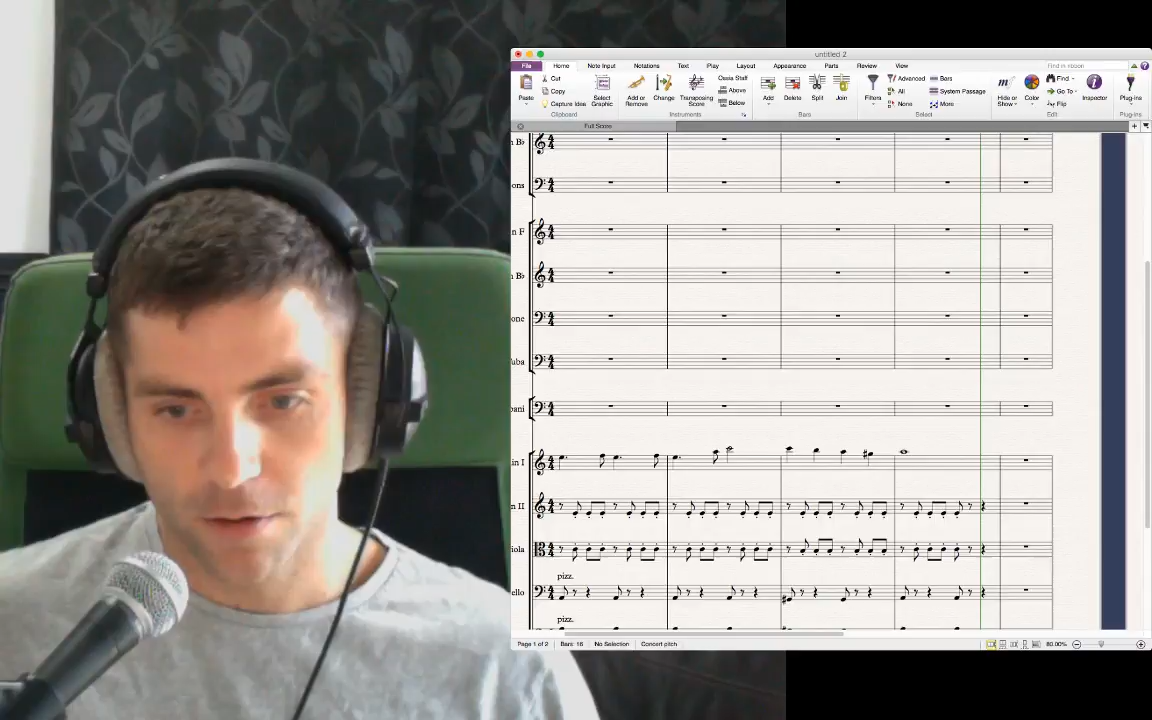 untitled 2
File Home Note Input Notations Text Play Layout Appearance Parts Review View Find in ribbon
Paste Cut Copy Capture Idea Select Graphic Add or Remove Change Transposing Score Ossia Staff Above Below Add Delete Split Join Filters Advanced All None Bars System Passage More Hide or Show Color Find Go To Flip Inspector Plug-ins
Clipboard Instruments Bars Select Edit Plug-ins
Full Score
n B♭
ons
n F
n B♭
one
uba
pani
in I
n II
iola
pizz.
ello
pizz.
Page 1 of 2 Bars: 16 No Selection Concert pitch 80.00%